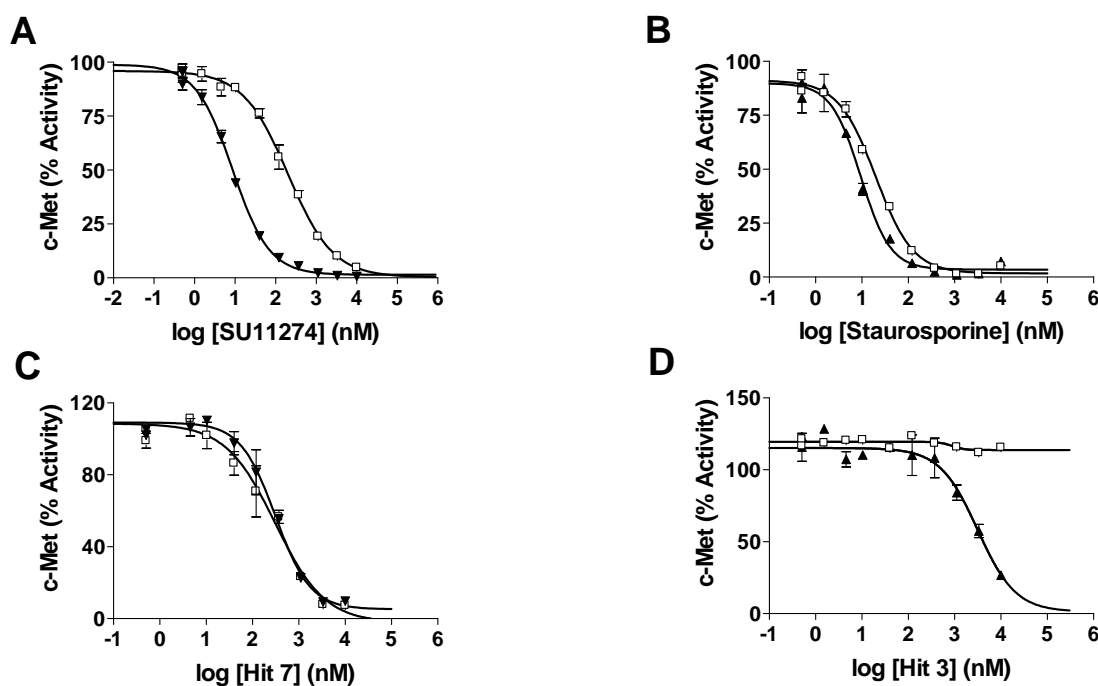 A
100
75
50
25
0
c-Met (% Activity)
-2 -1 0 1 2 3 4 5 6
log [SU11274] (nM)
B
100
75
50
25
0
c-Met (% Activity)
-1 0 1 2 3 4 5 6
log [Staurosporine] (nM)
C
120
80
40
0
c-Met (% Activity)
-1 0 1 2 3 4 5 6
log [Hit 7] (nM)
D
150
100
50
0
c-Met (% Activity)
-1 0 1 2 3 4 5 6
log [Hit 3] (nM)